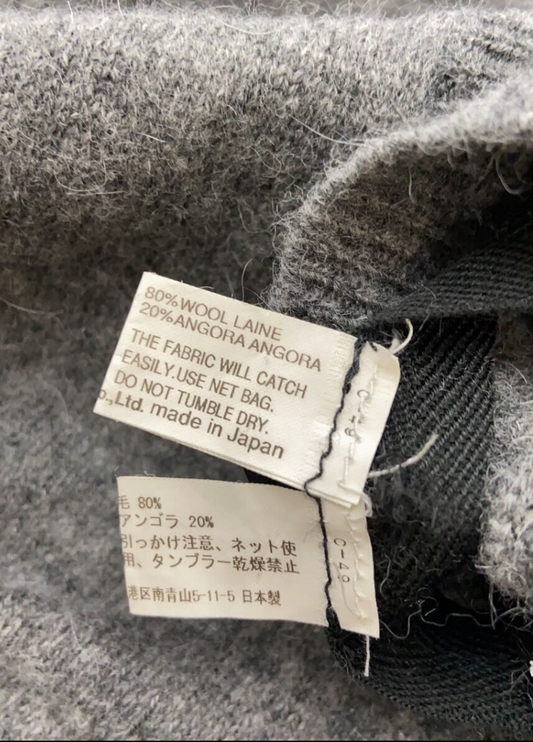 80%WOOL LAINE
20%ANGORA ANGORA
THE FABRIC WILL CATCH
EASILY.USE NET BAG.
DO NOT TUMBLE DRY.
o.,Ltd. made in Japan
毛 80%
アンゴラ 20%
引っかけ注意、ネット使
用、タンブラー乾燥禁止
港区南青山5-11-5 日本製
C-49